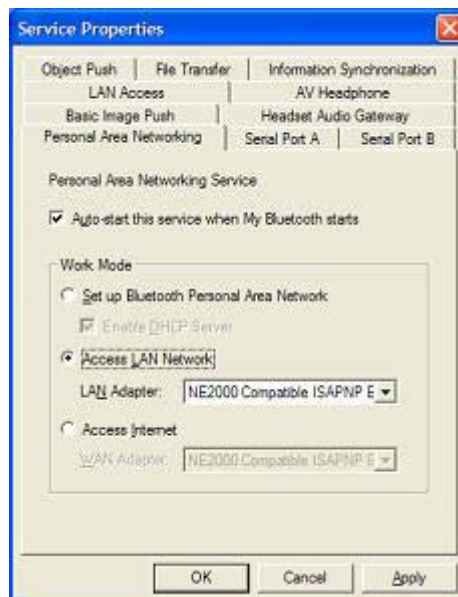 Service Properties
Object Push File Transfer Information Synchronization
LAN Access AV Headphone
Basic Image Push Headset Audio Gateway
Personal Area Networking Serial Port A Serial Port B
Personal Area Networking Service
Auto-start this service when My Bluetooth starts
Work Mode
Set up Bluetooth Personal Area Network
Enable DHCP Server
Access LAN Network
LAN Adapter: NE2000 Compatible ISAPNP E
Access Internet
WAN Adapter: NE2000 Compatible ISAPNP E
OK Cancel Apply